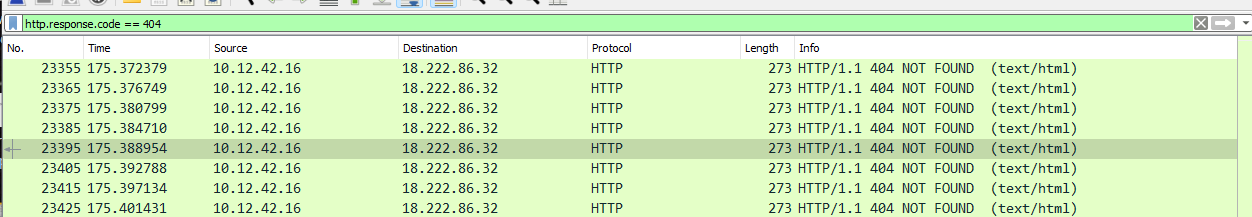 http.response.code == 404
No. Time Source Destination Protocol Length Info
23355 175.372379 10.12.42.16 18.222.86.32 HTTP 273 HTTP/1.1 404 NOT FOUND (text/html)
23365 175.376749 10.12.42.16 18.222.86.32 HTTP 273 HTTP/1.1 404 NOT FOUND (text/html)
23375 175.380799 10.12.42.16 18.222.86.32 HTTP 273 HTTP/1.1 404 NOT FOUND (text/html)
23385 175.384710 10.12.42.16 18.222.86.32 HTTP 273 HTTP/1.1 404 NOT FOUND (text/html)
23395 175.388954 10.12.42.16 18.222.86.32 HTTP 273 HTTP/1.1 404 NOT FOUND (text/html)
23405 175.392788 10.12.42.16 18.222.86.32 HTTP 273 HTTP/1.1 404 NOT FOUND (text/html)
23415 175.397134 10.12.42.16 18.222.86.32 HTTP 273 HTTP/1.1 404 NOT FOUND (text/html)
23425 175.401431 10.12.42.16 18.222.86.32 HTTP 273 HTTP/1.1 404 NOT FOUND (text/html)